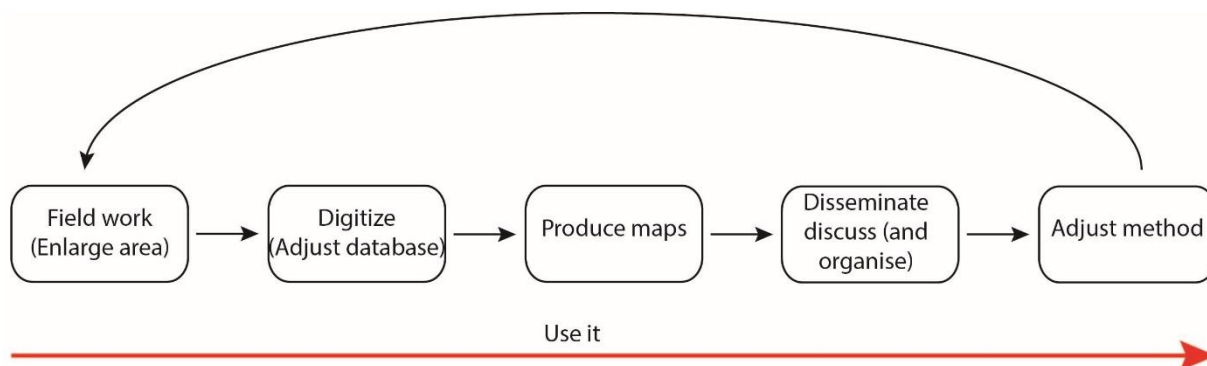 Field work
(Enlarge area)
Digitize
(Adjust database)
Produce maps
Disseminate
discuss (and
organise)
Adjust method
Use it